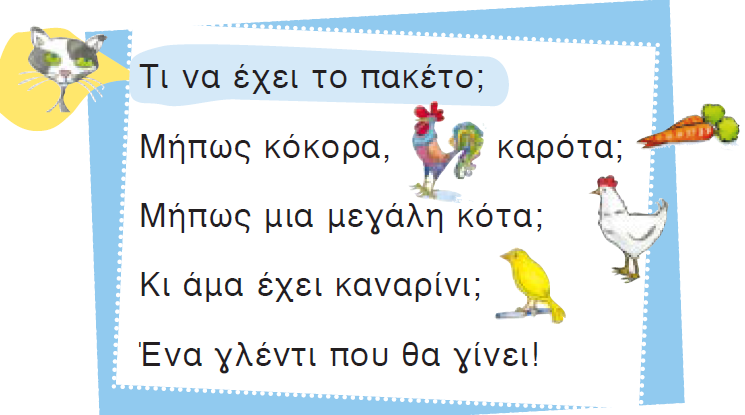 Τι να έχει το πακέτο;
Μήπως κόκορα, καρότα;
Μήπως μια μεγάλη κότα;
Κι άμα έχει καναρίνι;
Ένα γλέντι που θα γίνει!